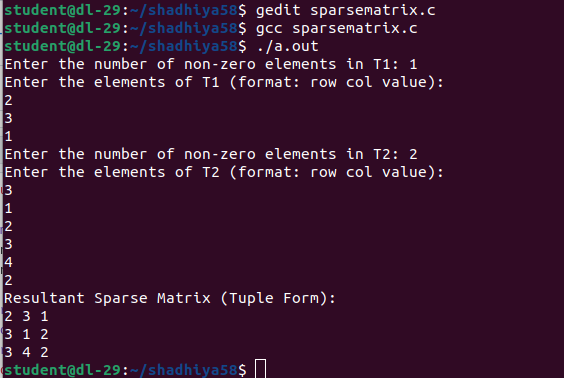 student@dl-29:~/shadhiya58$ gedit sparsematrix.c
student@dl-29:~/shadhiya58$ gcc sparsematrix.c
student@dl-29:~/shadhiya58$ ./a.out
Enter the number of non-zero elements in T1: 1
Enter the elements of T1 (format: row col value):
2
3
1
Enter the number of non-zero elements in T2: 2
Enter the elements of T2 (format: row col value):
3
1
2
3
4
2
Resultant Sparse Matrix (Tuple Form):
2 3 1
3 1 2
3 4 2
student@dl-29:~/shadhiya58$